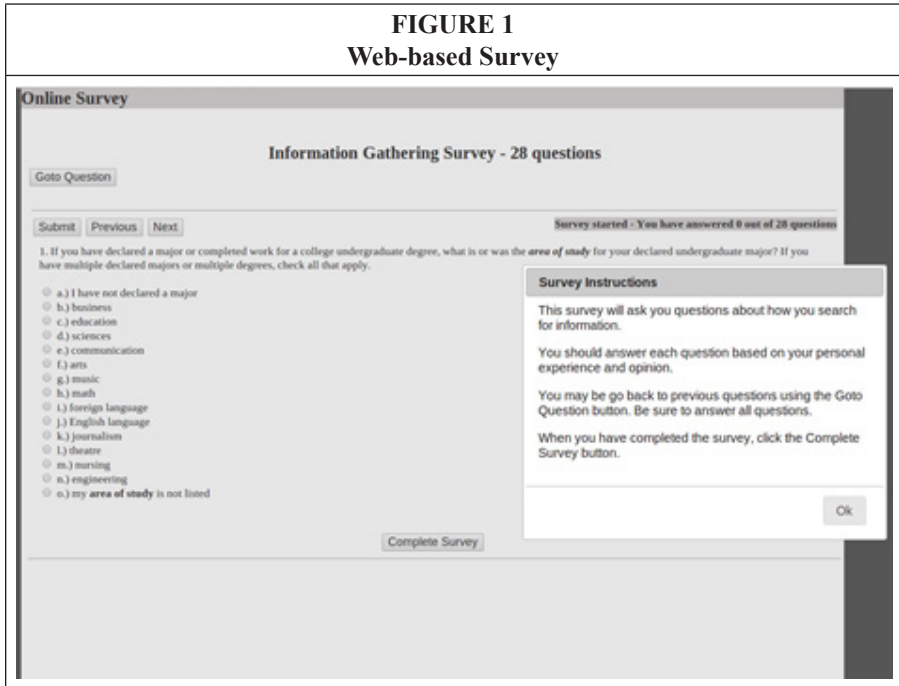 FIGURE 1
Web-based Survey
Online Survey
Information Gathering Survey - 28 questions
Goto Question
Submit Previous Next
Survey started - You have answered 0 out of 28 questions
1. If you have declared a major or completed work for a college undergraduate degree, what is or was the area of study for your declared undergraduate major? If you
have multiple declared majors or multiple degrees, check all that apply.
a.) I have not declared a major
b.) business
c.) education
d.) sciences
e.) communication
f.) arts
g.) music
h.) math
i.) foreign language
j.) English language
k.) journalism
l.) theatre
m.) nursing
n.) engineering
o.) my area of study is not listed
Complete Survey
Survey Instructions
This survey will ask you questions about how you search
for information.
You should answer each question based on your personal
experience and opinion.
You may be go back to previous questions using the Goto
Question button. Be sure to answer all questions.
When you have completed the survey, click the Complete
Survey button.
Ok